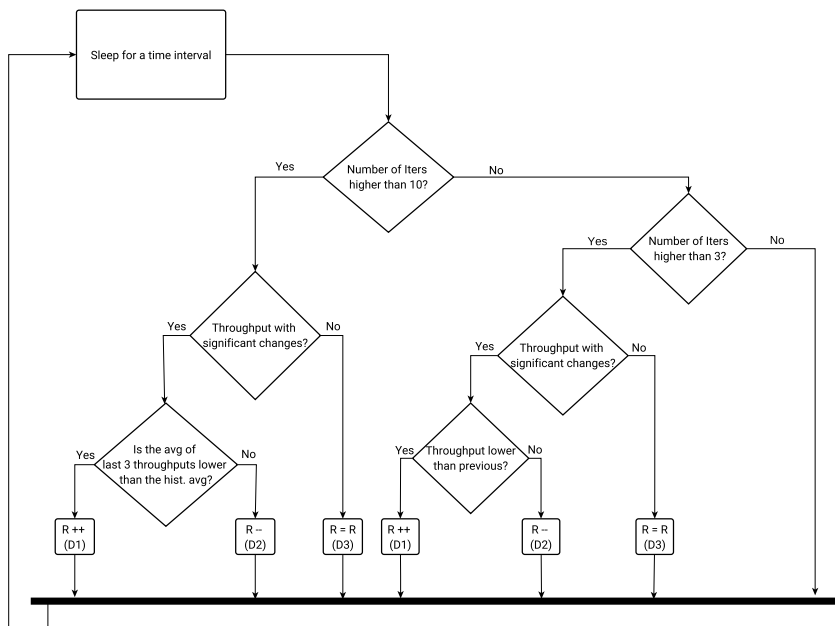 Sleep for a time interval
Number of Iters
higher than 10?
Yes
No
Number of Iters
higher than 3?
Yes
No
Throughput with
significant changes?
Yes
No
Throughput with
significant changes?
Yes
No
Is the avg of
last 3 throughputs lower
than the hist. avg?
Yes
No
Throughput lower
than previous?
Yes
No
R ++
(D1)
R --
(D2)
R = R
(D3)
R ++
(D1)
R --
(D2)
R = R
(D3)